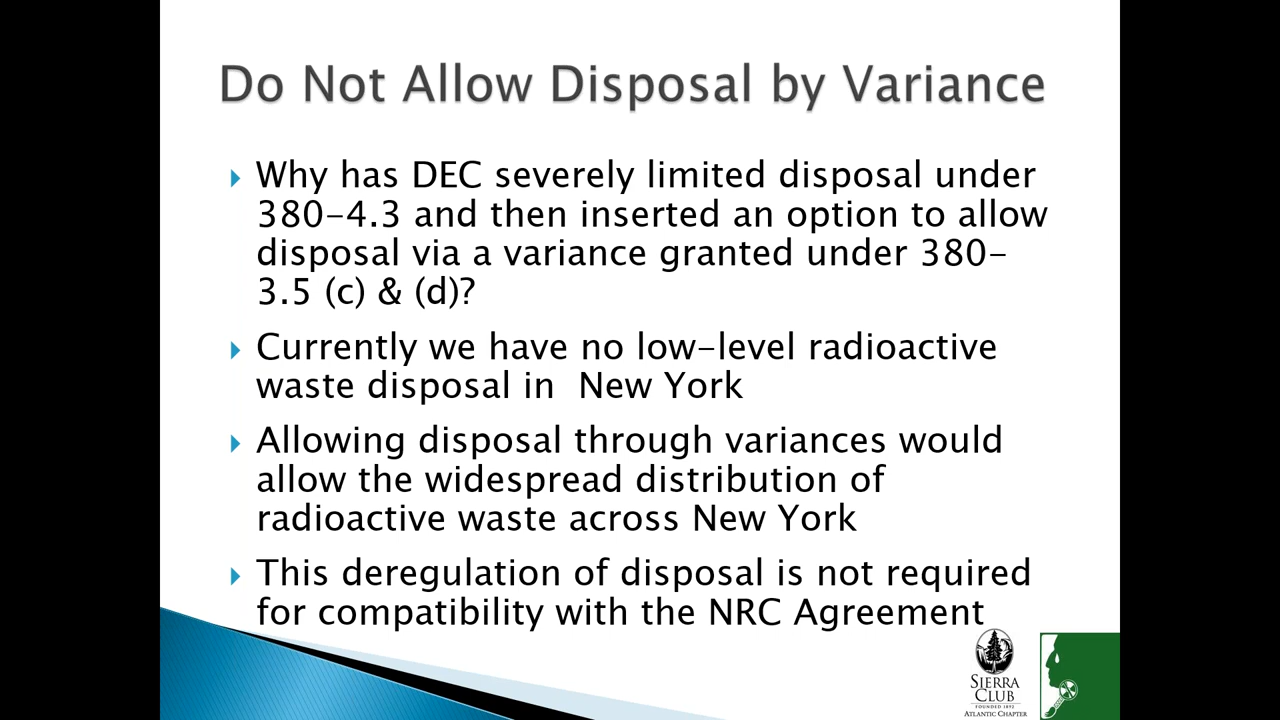 Do Not Allow Disposal by Variance
Why has DEC severely limited disposal under
380-4.3 and then inserted an option to allow
disposal via a variance granted under 380-
3.5 (c) & (d)?
Currently we have no low-level radioactive
waste disposal in  New York
Allowing disposal through variances would
allow the widespread distribution of
radioactive waste across New York
This deregulation of disposal is not required
for compatibility with the NRC Agreement
SIERRA
CLUB
FOUNDED 1892
ATLANTIC CHAPTER